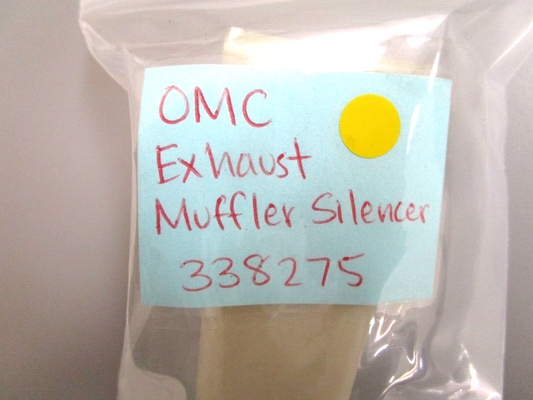 OMC
Exhaust
Muffler Silencer
338275